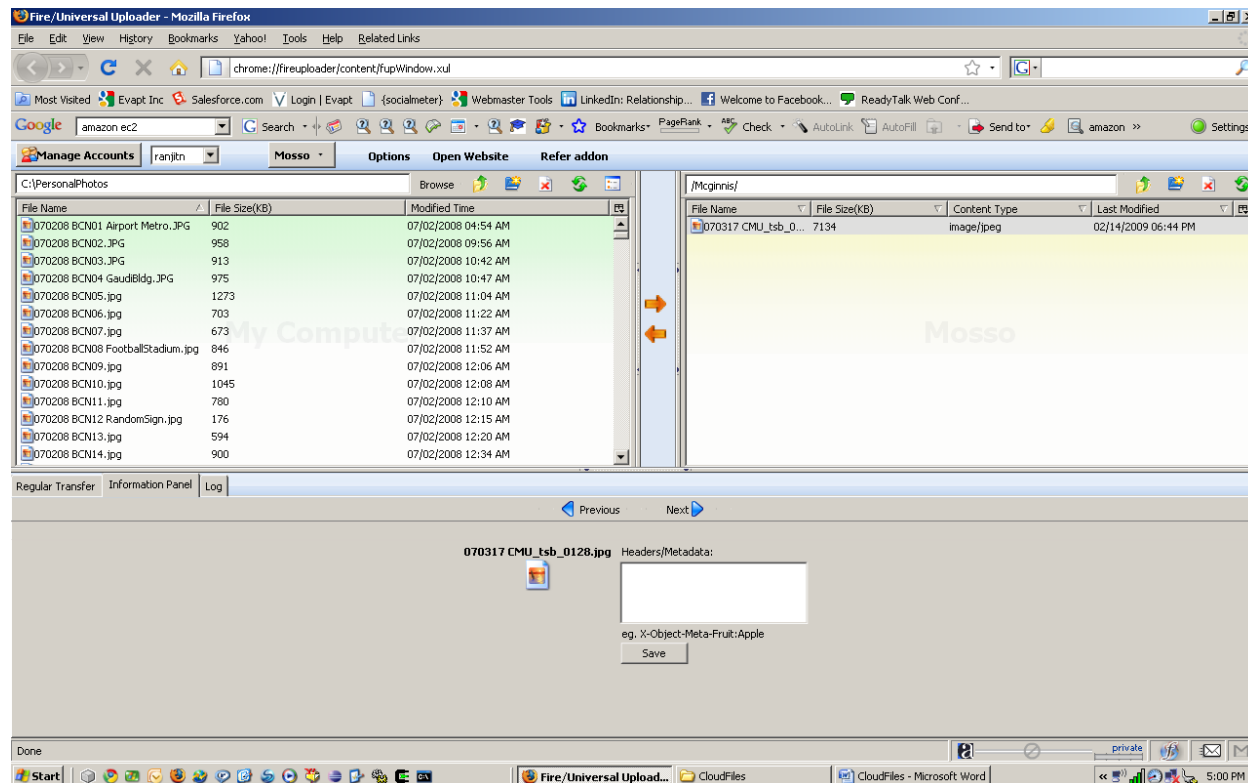 Fire/Universal Uploader - Mozilla Firefox
File Edit View History Bookmarks Yahoo! Tools Help Related Links
chrome://fireuploader/content/fupWindow.xul
Most Visited Evapt Inc Salesforce.com Login | Evapt {socialmeter} Webmaster Tools LinkedIn: Relationship... Welcome to Facebook... ReadyTalk Web Conf...
Google amazon ec2 G Search Bookmarks PageRank ABC Check AutoLink AutoFill Send to amazon » Settings
Manage Accounts ranjitn Mosso Options Open Website Refer addon
C:\PersonalPhotos Browse /Mcginnis/
File Name File Size(KB) Modified Time File Name File Size(KB) Content Type Last Modified
070208 BCN01 Airport Metro.JPG 902 07/02/2008 04:54 AM 070317 CMU_tsb_0... 7134 image/jpeg 02/14/2009 06:44 PM
070208 BCN02.JPG 958 07/02/2008 09:56 AM
070208 BCN03.JPG 913 07/02/2008 10:42 AM
070208 BCN04 GaudiBldg.JPG 975 07/02/2008 10:47 AM
070208 BCN05.jpg 1273 07/02/2008 11:04 AM
070208 BCN06.jpg 703 07/02/2008 11:22 AM
070208 BCN07.jpg 673 07/02/2008 11:37 AM
My Computer Mosso
070208 BCN08 FootballStadium.jpg 846 07/02/2008 11:52 AM
070208 BCN09.jpg 891 07/02/2008 12:06 AM
070208 BCN10.jpg 1045 07/02/2008 12:08 AM
070208 BCN11.jpg 780 07/02/2008 12:10 AM
070208 BCN12 RandomSign.jpg 176 07/02/2008 12:15 AM
070208 BCN13.jpg 594 07/02/2008 12:20 AM
070208 BCN14.jpg 900 07/02/2008 12:34 AM
Regular Transfer Information Panel Log
Previous Next
070317 CMU_tsb_0128.jpg Headers/Metadata:
eg. X-Object-Meta-Fruit:Apple
Save
Done private
Start Fire/Universal Upload... CloudFiles CloudFiles - Microsoft Word « 5:00 PM